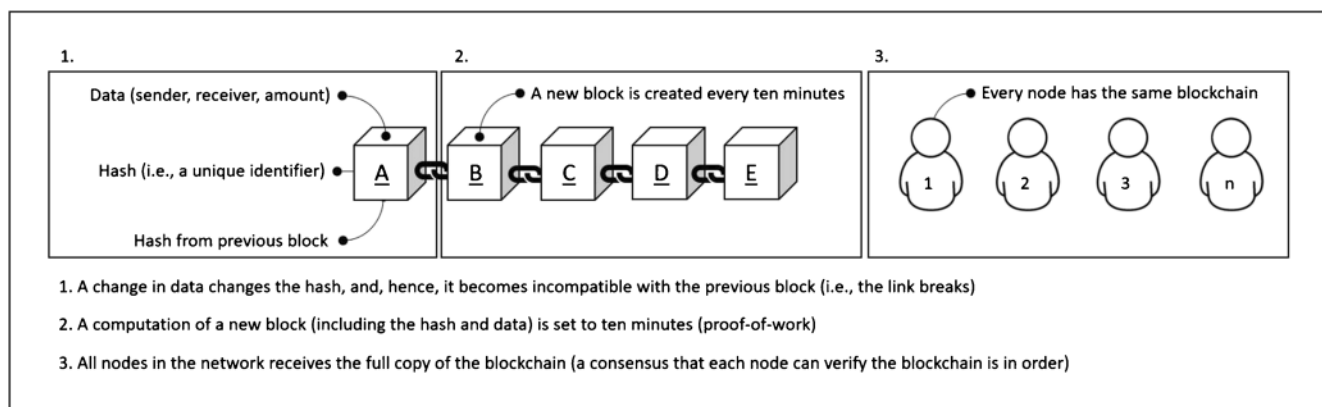 1.
Data (sender, receiver, amount)
Hash (i.e., a unique identifier)
Hash from previous block
A
2.
A new block is created every ten minutes
B
C
D
E
3.
Every node has the same blockchain
1
2
3
n
1. A change in data changes the hash, and, hence, it becomes incompatible with the previous block (i.e., the link breaks)
2. A computation of a new block (including the hash and data) is set to ten minutes (proof-of-work)
3. All nodes in the network receives the full copy of the blockchain (a consensus that each node can verify the blockchain is in order)